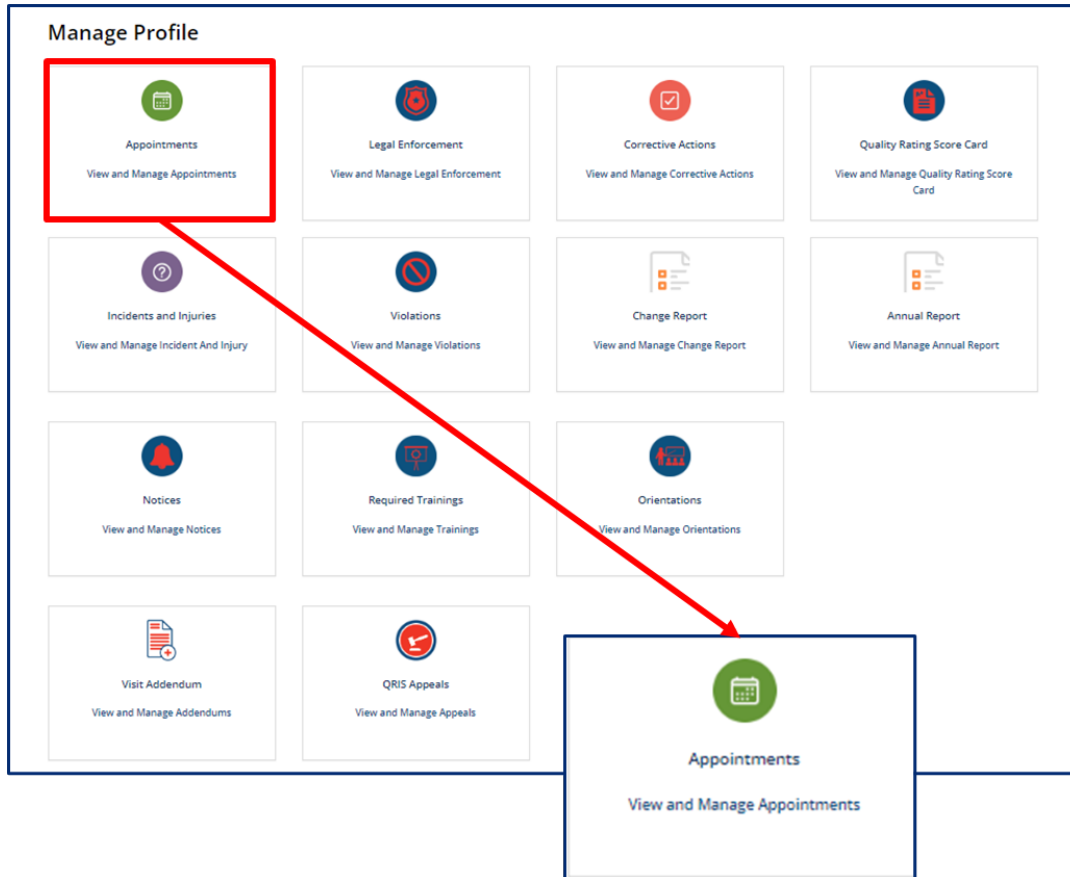 Manage Profile
Appointments
View and Manage Appointments
Legal Enforcement
View and Manage Legal Enforcement
Corrective Actions
View and Manage Corrective Actions
Quality Rating Score Card
View and Manage Quality Rating Score
Card
Incidents and Injuries
View and Manage Incident And Injury
Violations
View and Manage Violations
Change Report
View and Manage Change Report
Annual Report
View and Manage Annual Report
Notices
View and Manage Notices
Required Trainings
View and Manage Trainings
Orientations
View and Manage Orientations
Visit Addendum
View and Manage Addendums
QRIS Appeals
View and Manage Appeals
Appointments
View and Manage Appointments